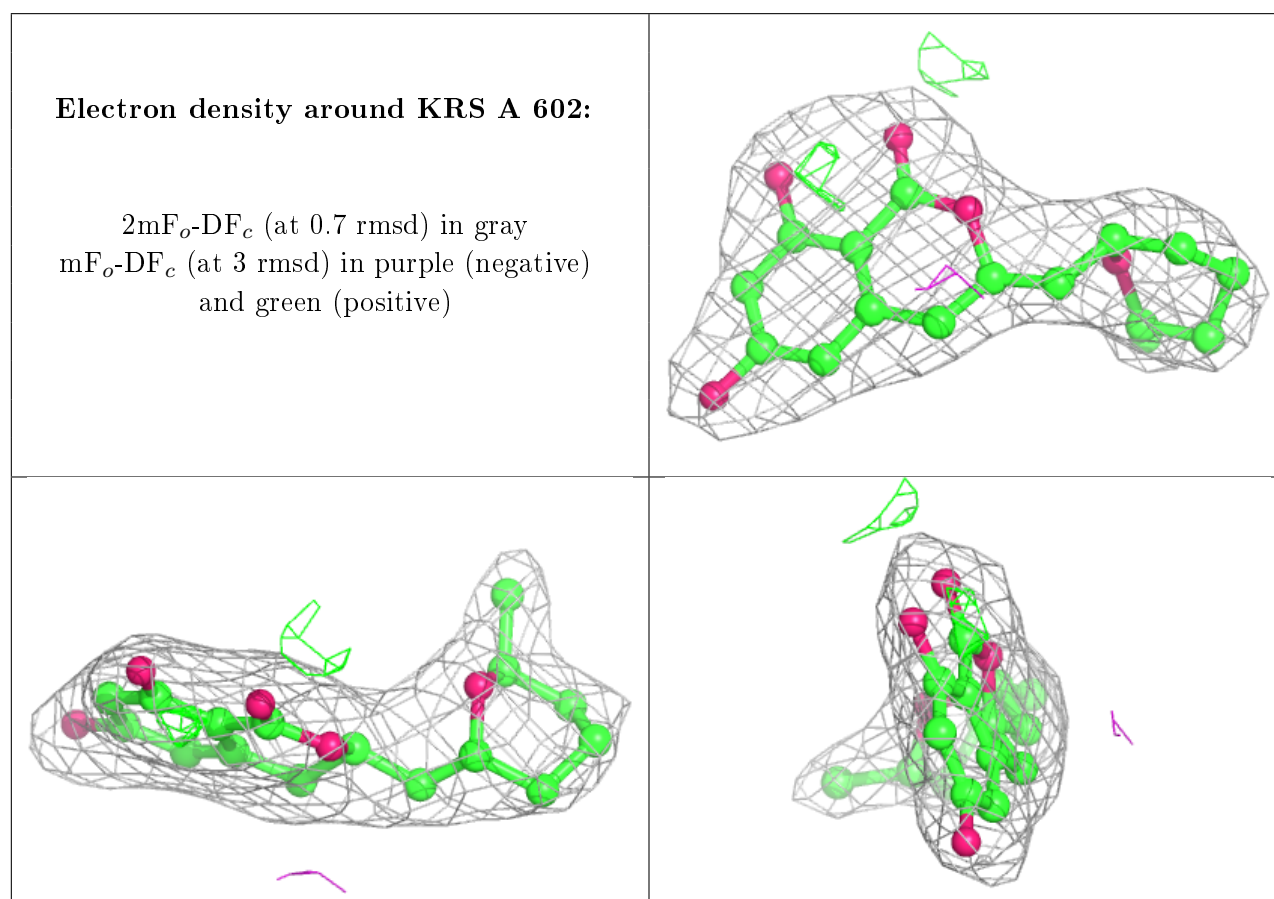 Electron density around KRS A 602:
2mFo-DFc (at 0.7 rmsd) in gray
mFo-DFc (at 3 rmsd) in purple (negative)
and green (positive)